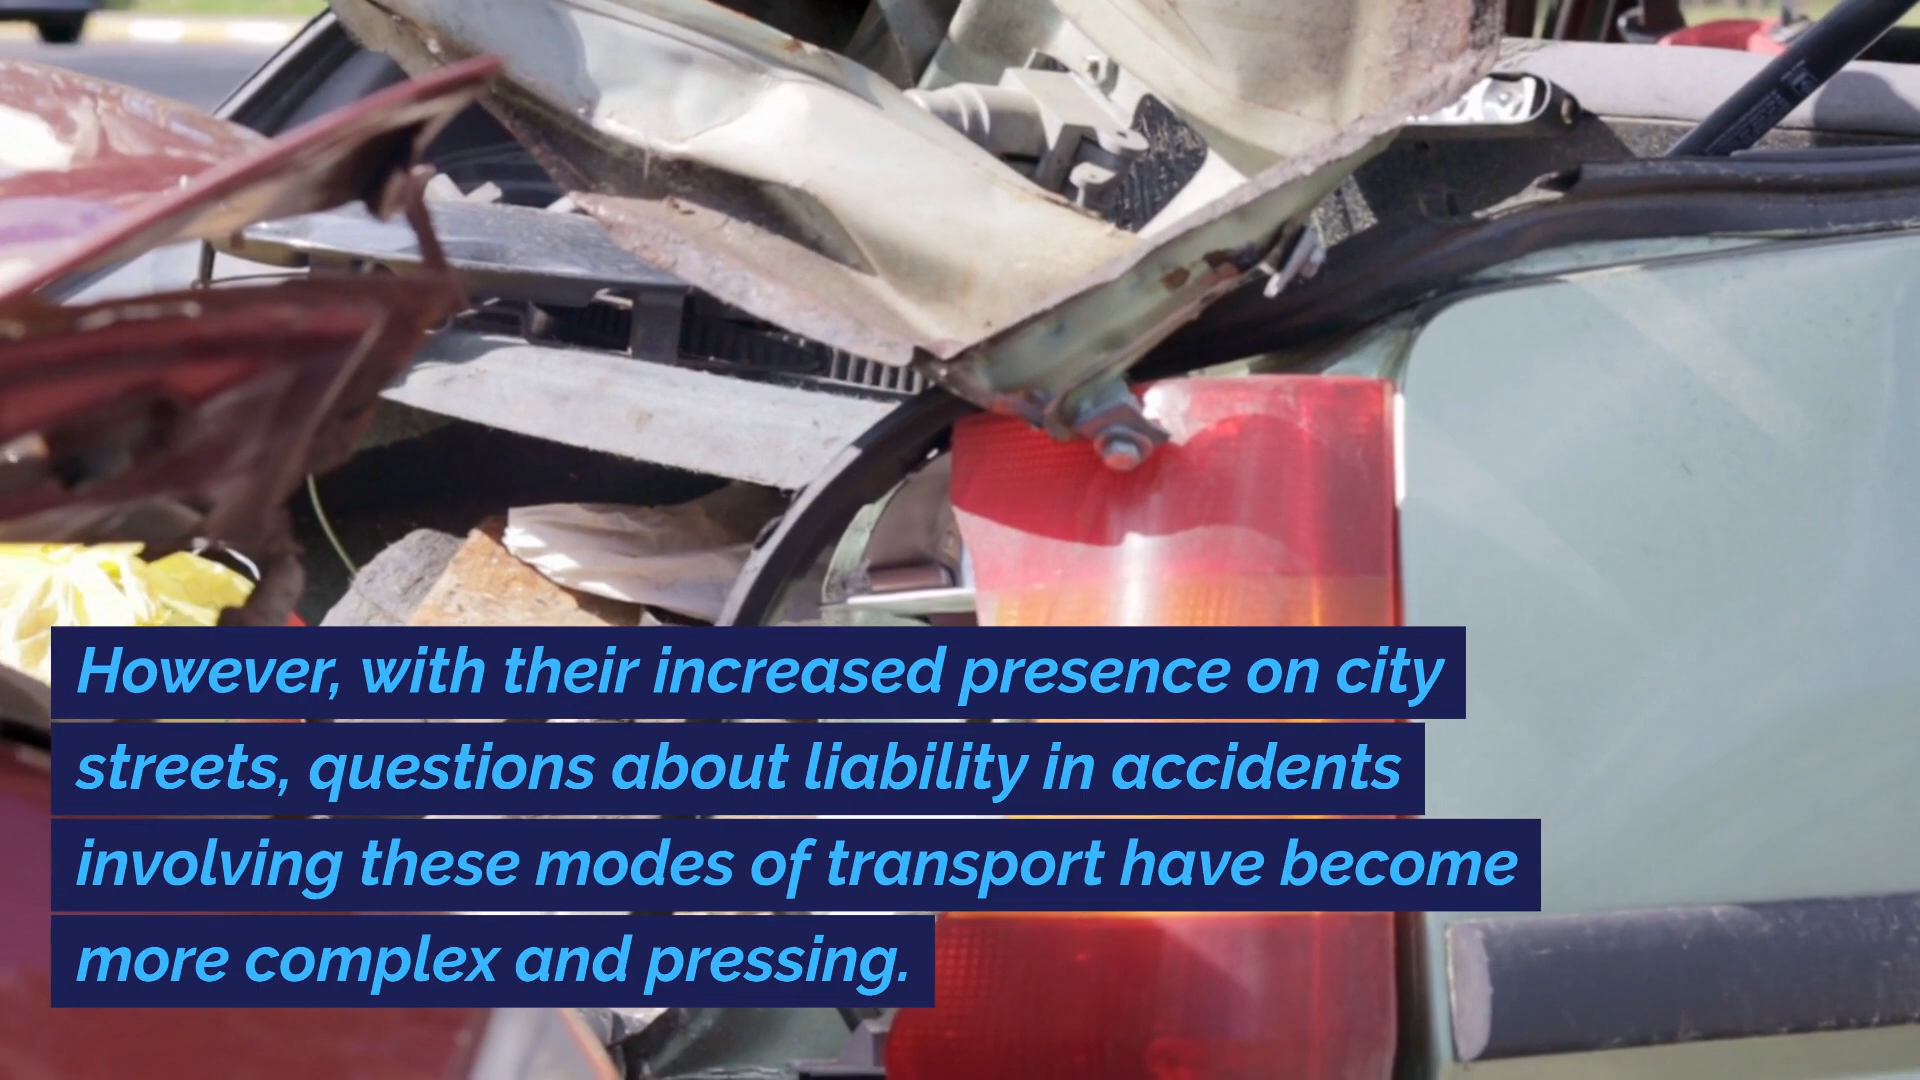 However, with their increased presence on city
streets, questions about liability in accidents
involving these modes of transport have become
more complex and pressing.